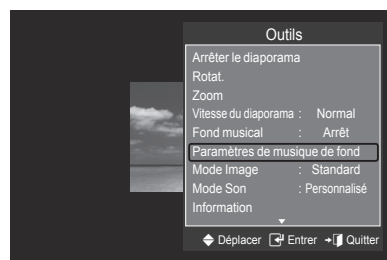 Outils
Arrêter le diaporama
Rotat.
Zoom
Vitesse du diaporama : Normal
Fond musical : Arrêt
Paramètres de musique de fond
Mode Image : Standard
Mode Son : Personnalisé
Information
Déplacer Entrer Quitter